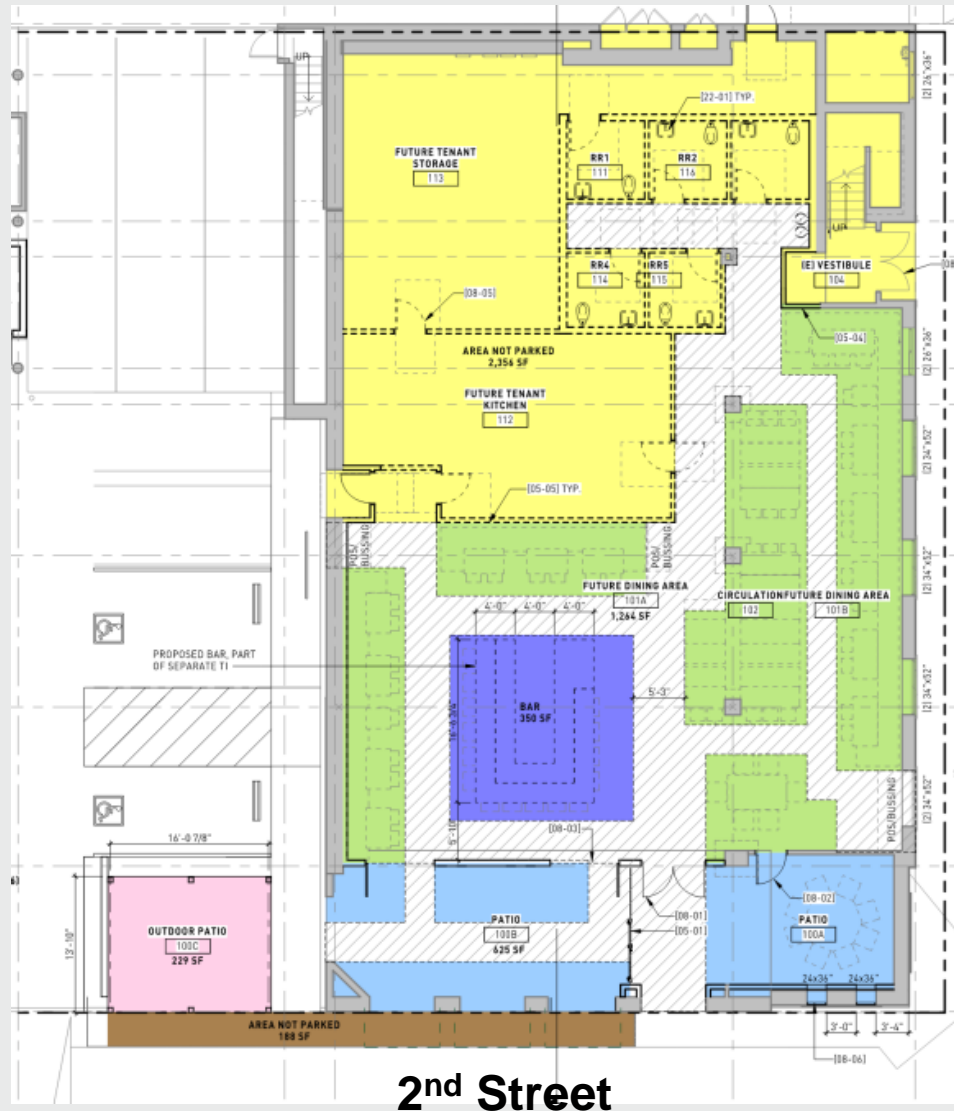 UP
[2] 26"x36"
[22-01] TYP.
FUTURE TENANT
STORAGE
113
RR1
111
RR2
116
UP
(E) VESTIBULE
104
RR4
114
RR5
115
[08-05]
[05-04]
[2] 26"x36"
AREA NOT PARKED
2,356 SF
FUTURE TENANT
KITCHEN
112
[2] 34"x52"
[05-05] TYP.
POS/
BUSSING
POS/
BUSSING
[2] 34"x52"
FUTURE DINING AREA
101A
1,264 SF
CIRCULATION
102
FUTURE DINING AREA
101B
4'-0"
4'-0"
4'-0"
PROPOSED BAR, PART
OF SEPARATE TI
5'-3"
BAR
350 SF
[2] 34"x52"
POS/BUSSING
[2] 34"x52"
16'-0 7/8"
[08-03]
[08-02]
[08-01]
[05-01]
13'-10"
OUTDOOR PATIO
100C
229 SF
PATIO
100B
625 SF
PATIO
100A
24x36"
24x36"
AREA NOT PARKED
188 SF
3'-0"
3'-4"
[08-06]
2nd Street